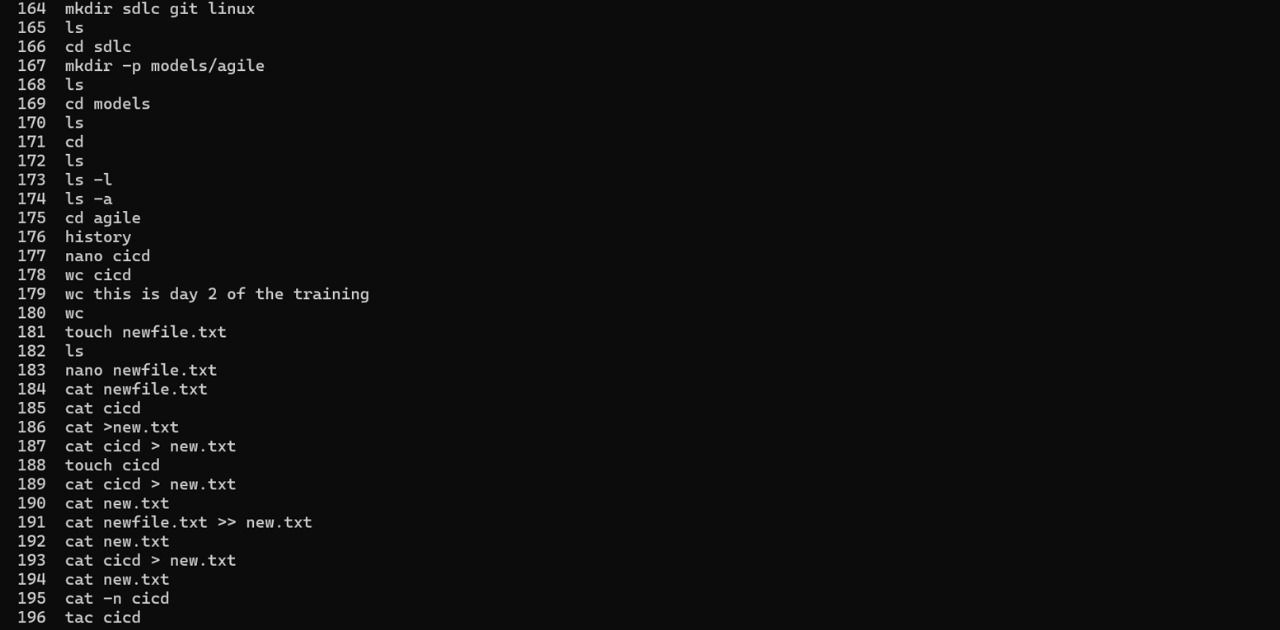 164  mkdir sdlc git linux
165  ls
166  cd sdlc
167  mkdir -p models/agile
168  ls
169  cd models
170  ls
171  cd
172  ls
173  ls -l
174  ls -a
175  cd agile
176  history
177  nano cicd
178  wc cicd
179  wc this is day 2 of the training
180  wc
181  touch newfile.txt
182  ls
183  nano newfile.txt
184  cat newfile.txt
185  cat cicd
186  cat >new.txt
187  cat cicd > new.txt
188  touch cicd
189  cat cicd > new.txt
190  cat new.txt
191  cat newfile.txt >> new.txt
192  cat new.txt
193  cat cicd > new.txt
194  cat new.txt
195  cat -n cicd
196  tac cicd